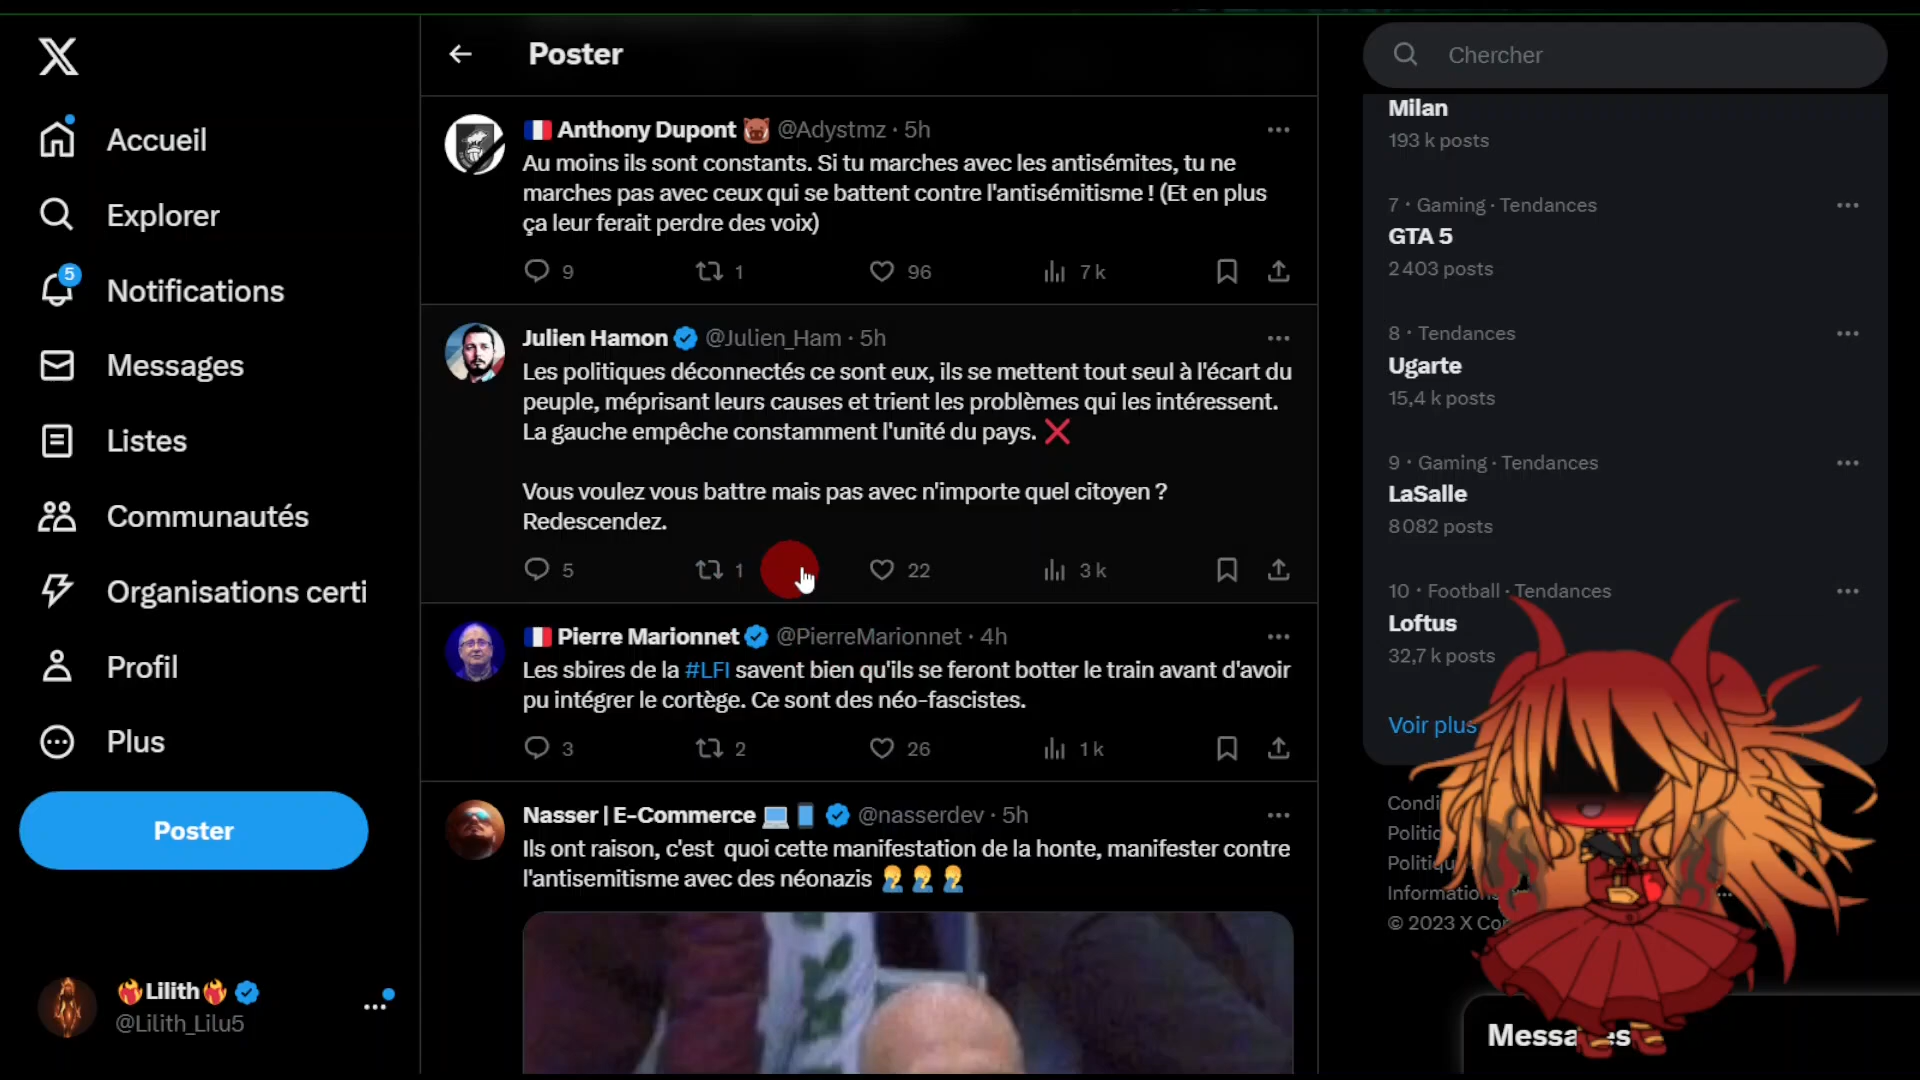 Poster
Chercher
Accueil
Explorer
5
Notifications
Messages
Listes
Communautés
Organisations certi
Profil
Plus
Poster
Lilith
@Lilith_Lilu5
Anthony Dupont @Adystmz · 5h
Au moins ils sont constants. Si tu marches avec les antisémites, tu ne
marches pas avec ceux qui se battent contre l'antisémitisme ! (Et en plus
ça leur ferait perdre des voix)
9 1 96 7 k
Julien Hamon @Julien_Ham · 5h
Les politiques déconnectés ce sont eux, ils se mettent tout seul à l'écart du
peuple, méprisant leurs causes et trient les problèmes qui les intéressent.
La gauche empêche constamment l'unité du pays.
Vous voulez vous battre mais pas avec n'importe quel citoyen ?
Redescendez.
5 1 22 3 k
Pierre Marionnet @PierreMarionnet · 4h
Les sbires de la #LFI savent bien qu'ils se feront botter le train avant d'avoir
pu intégrer le cortège. Ce sont des néo-fascistes.
3 2 26 1 k
Nasser | E-Commerce @nasserdev · 5h
Ils ont raison, c'est quoi cette manifestation de la honte, manifester contre
l'antisemitisme avec des néonazis
Milan
193 k posts
7 · Gaming · Tendances
GTA 5
2 403 posts
8 · Tendances
Ugarte
15,4 k posts
9 · Gaming · Tendances
LaSalle
8 082 posts
10 · Football · Tendances
Loftus
32,7 k posts
Voir plus
© 2023 X Cor